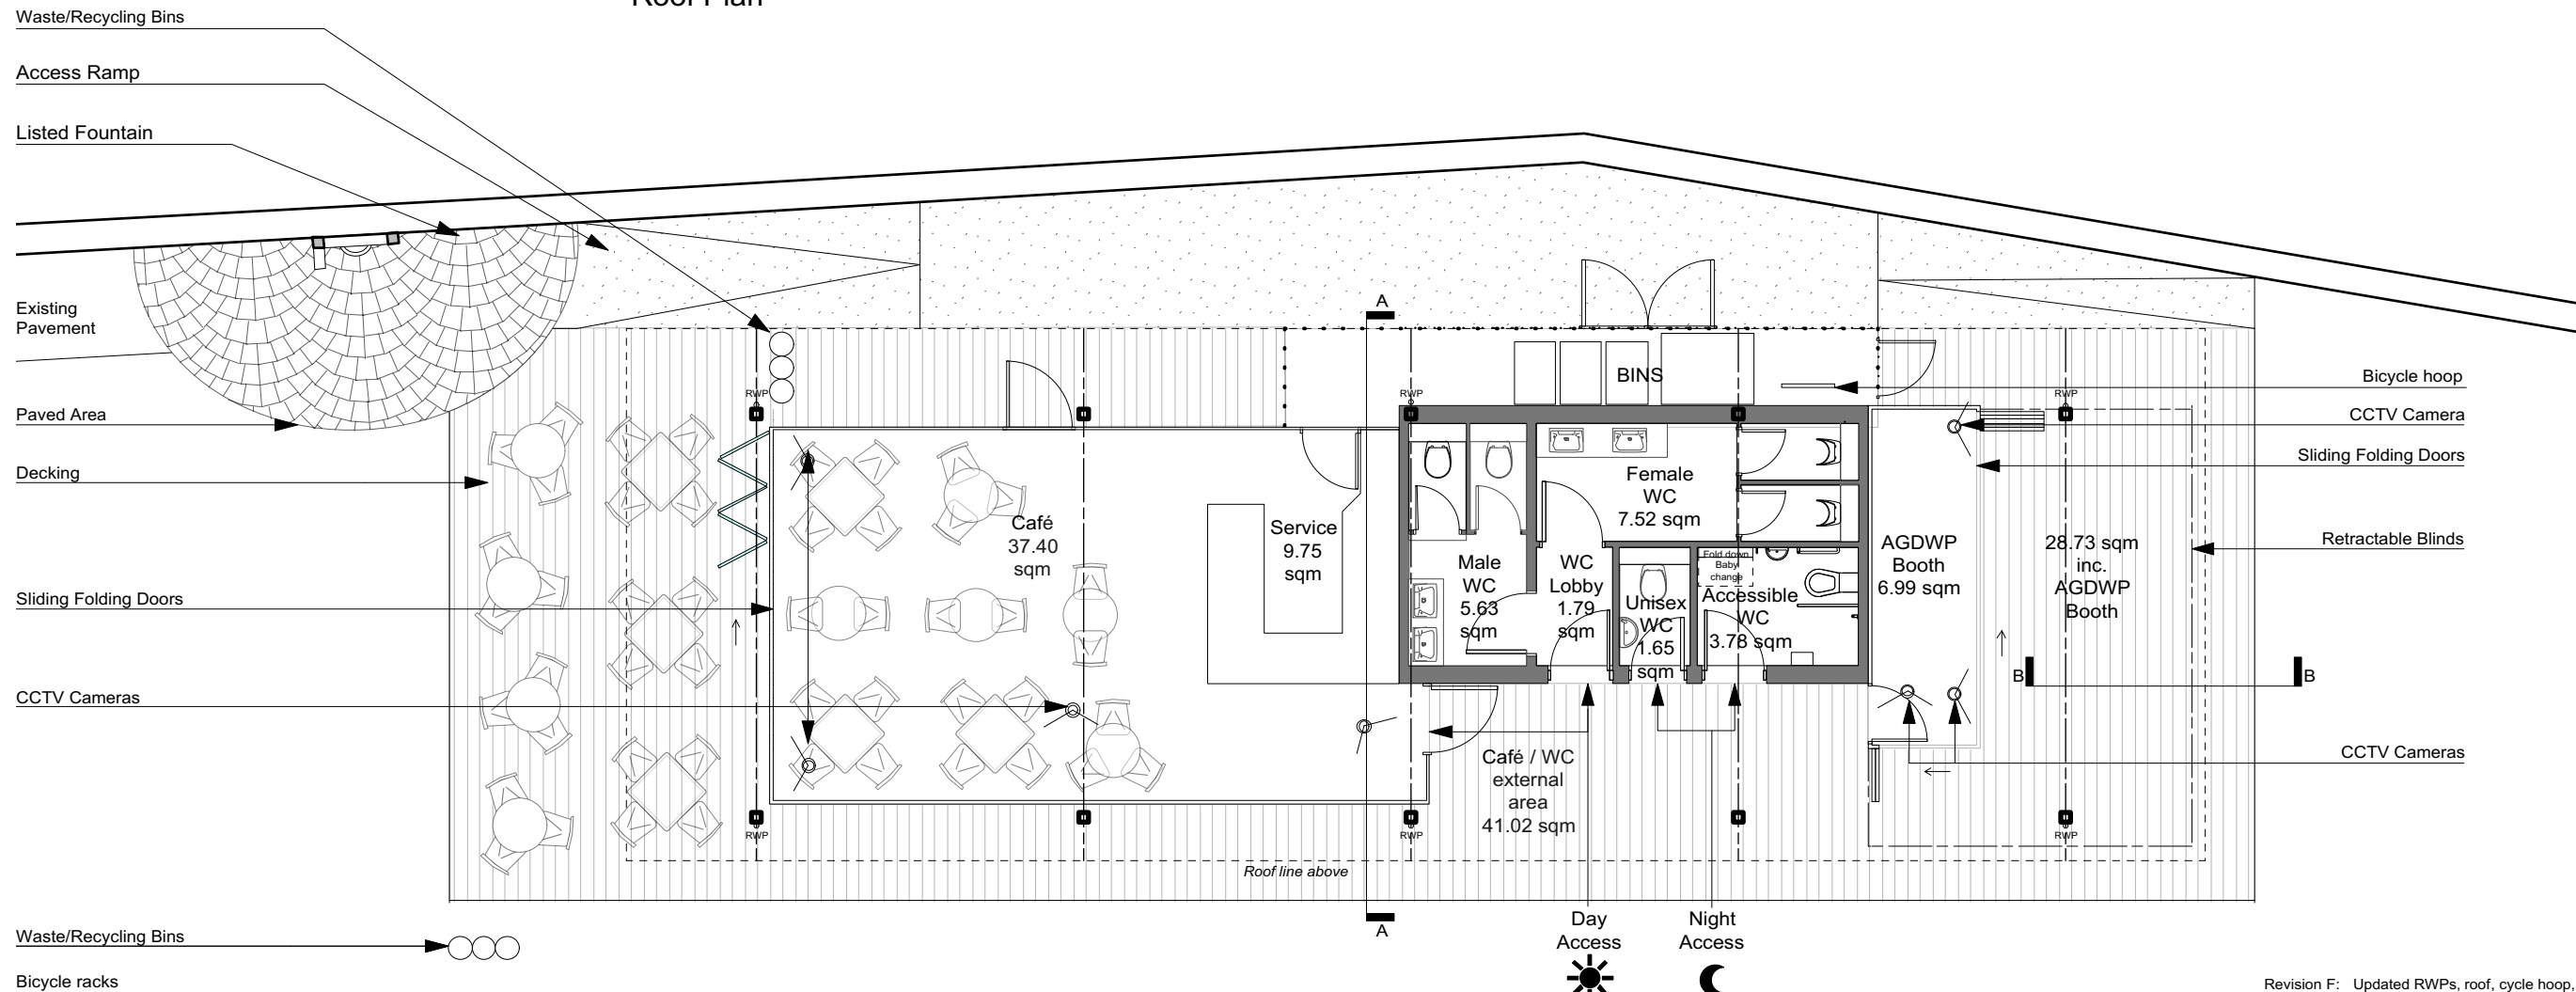 Roof Plan
Waste/Recycling Bins
Access Ramp
Listed Fountain
Existing
Pavement
Paved Area
Decking
Sliding Folding Doors
CCTV Cameras
Waste/Recycling Bins
Bicycle racks
A
RWP
RWP
RWP
BINS
Café
37.40
sqm
Service
9.75
sqm
Male
WC
5.63
sqm
WC
Lobby
1.79
sqm
Female
WC
7.52 sqm
Unisex
WC
1.65
sqm
Fold down
Baby
change
Accessible
WC
3.78 sqm
AGDWP
Booth
6.99 sqm
28.73 sqm
inc.
AGDWP
Booth
B
B
Café / WC
external
area
41.02 sqm
RWP
RWP
RWP
Roof line above
A
Day
Access
Night
Access
Bicycle hoop
CCTV Camera
Sliding Folding Doors
Retractable Blinds
CCTV Cameras
Revision F: Updated RWPs, roof, cycle hoop,